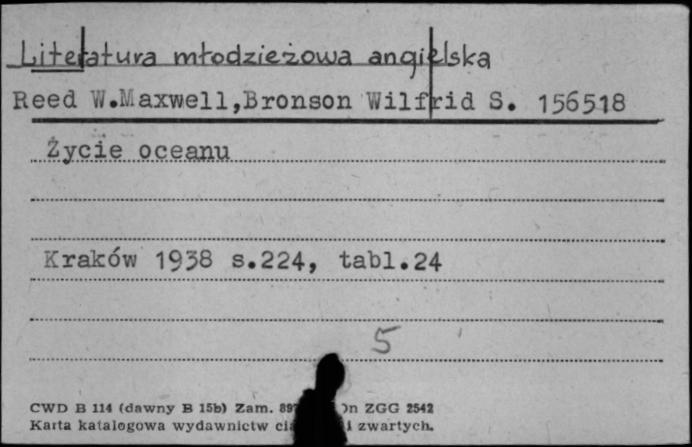 Literatura młodzieżowa angielska
Reed W.Maxwell,Bronson Wilfrid S. 156518
Życie oceanu
Kraków 1938 s.224, tabl.24
5
CWD B 114 (dawny B 15b) Zam. ZGG 2542
Karta katalogowa wydawnictw zwartych.